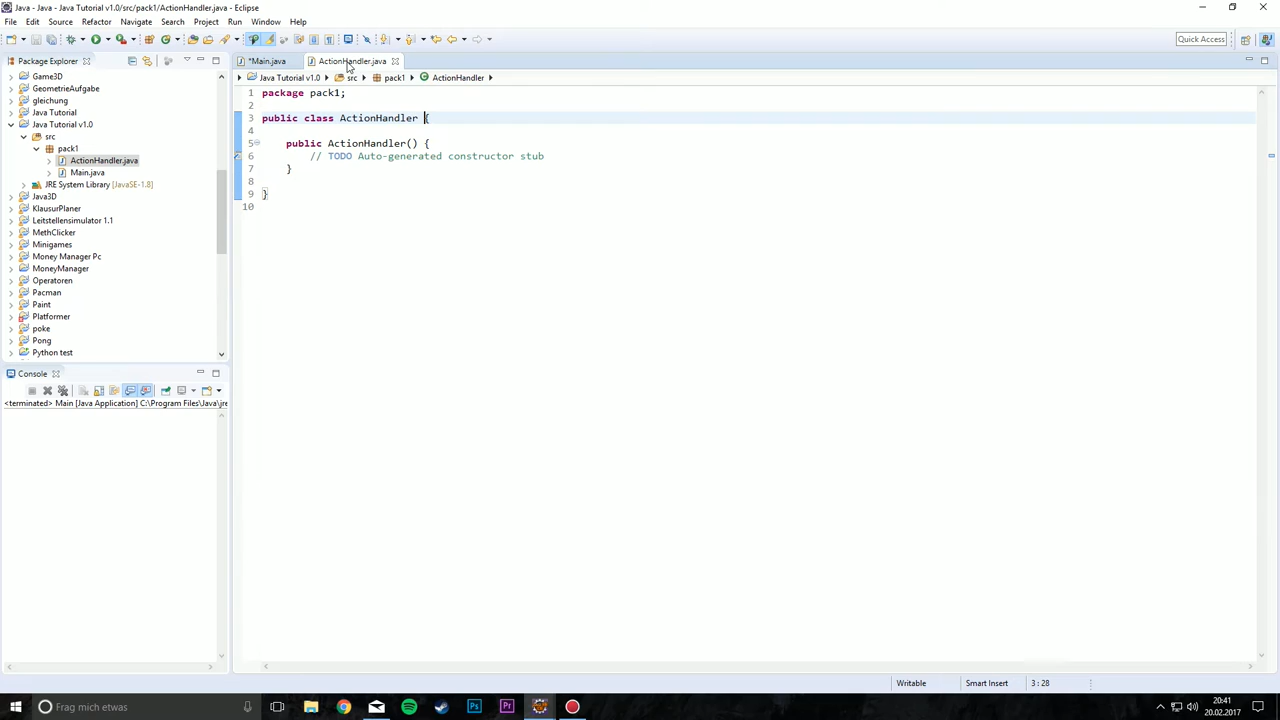 Java - Java - Java Tutorial v1.0/src/pack1/ActionHandler.java - Eclipse
File Edit Source Refactor Navigate Search Project Run Window Help
Quick Access
Package Explorer
*Main.java
ActionHandler.java
Java Tutorial v1.0 src pack1 ActionHandler
Game3D
GeometrieAufgabe
gleichung
Java Tutorial
Java Tutorial v1.0
src
pack1
ActionHandler.java
Main.java
JRE System Library [JavaSE-1.8]
Java3D
KlausurPlaner
Leitstellensimulator 1.1
MethClicker
Minigames
Money Manager Pc
MoneyManager
Operatoren
Pacman
Paint
Platformer
poke
Pong
Python test
1 package pack1;
2
3 public class ActionHandler {
4
5 public ActionHandler() {
6 // TODO Auto-generated constructor stub
7 }
8
9 }
10
Console
<terminated> Main [Java Application] C:\Program Files\Java\jre
Writable Smart Insert 3 : 28
Frag mich etwas
20:41
20.02.2017